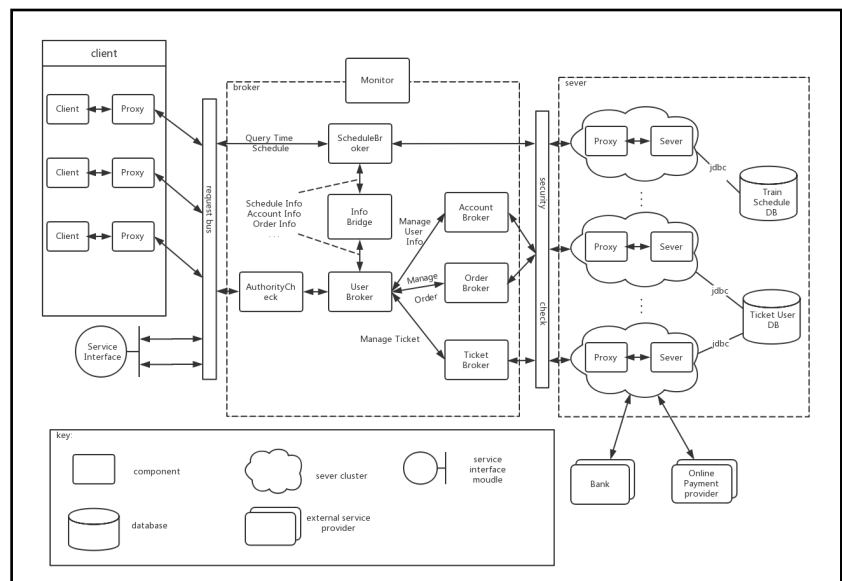 client
Client
Proxy
Client
Proxy
Client
Proxy
Service
Interface
request bus
broker
Monitor
Query Time
Schedule
ScheduleBr
oker
Schedule Info
Account Info
Order Info
...
Info
Bridge
AuthorityChe
ck
User
Broker
Manage
User
Info
Account
Broker
Manage
Order
Order
Broker
Manage Ticket
Ticket
Broker
security
check
sever
Proxy
Sever
jdbc
Train
Schedule
DB
Proxy
Sever
jdbc
Ticket User
DB
Proxy
Sever
jdbc
Bank
Online
Payment
provider
key:
component
sever cluster
service
interface
moudle
database
external service
provider